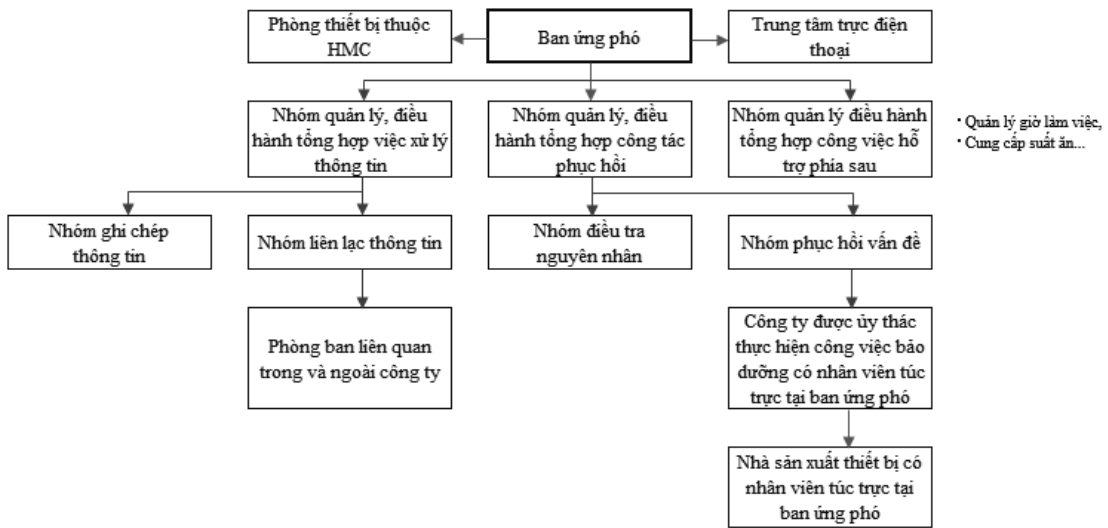 Phòng thiết bị thuộc
HMC
Ban ứng phó
Trung tâm trực điện
thoại
Nhóm quản lý, điều
hành tổng hợp việc xử lý
thông tin
Nhóm quản lý, điều
hành tổng hợp công tác
phục hồi
Nhóm quản lý điều hành
tổng hợp công việc hỗ
trợ phía sau
・Quản lý giờ làm việc,
・Cung cấp suất ăn...
Nhóm ghi chép
thông tin
Nhóm liên lạc thông tin
Nhóm điều tra
nguyên nhân
Nhóm phục hồi vấn đề
Phòng ban liên quan
trong và ngoài công ty
Công ty được ủy thác
thực hiện công việc bảo
dưỡng có nhân viên túc
trực tại ban ứng phó
Nhà sản xuất thiết bị có
nhân viên túc trực tại
ban ứng phó